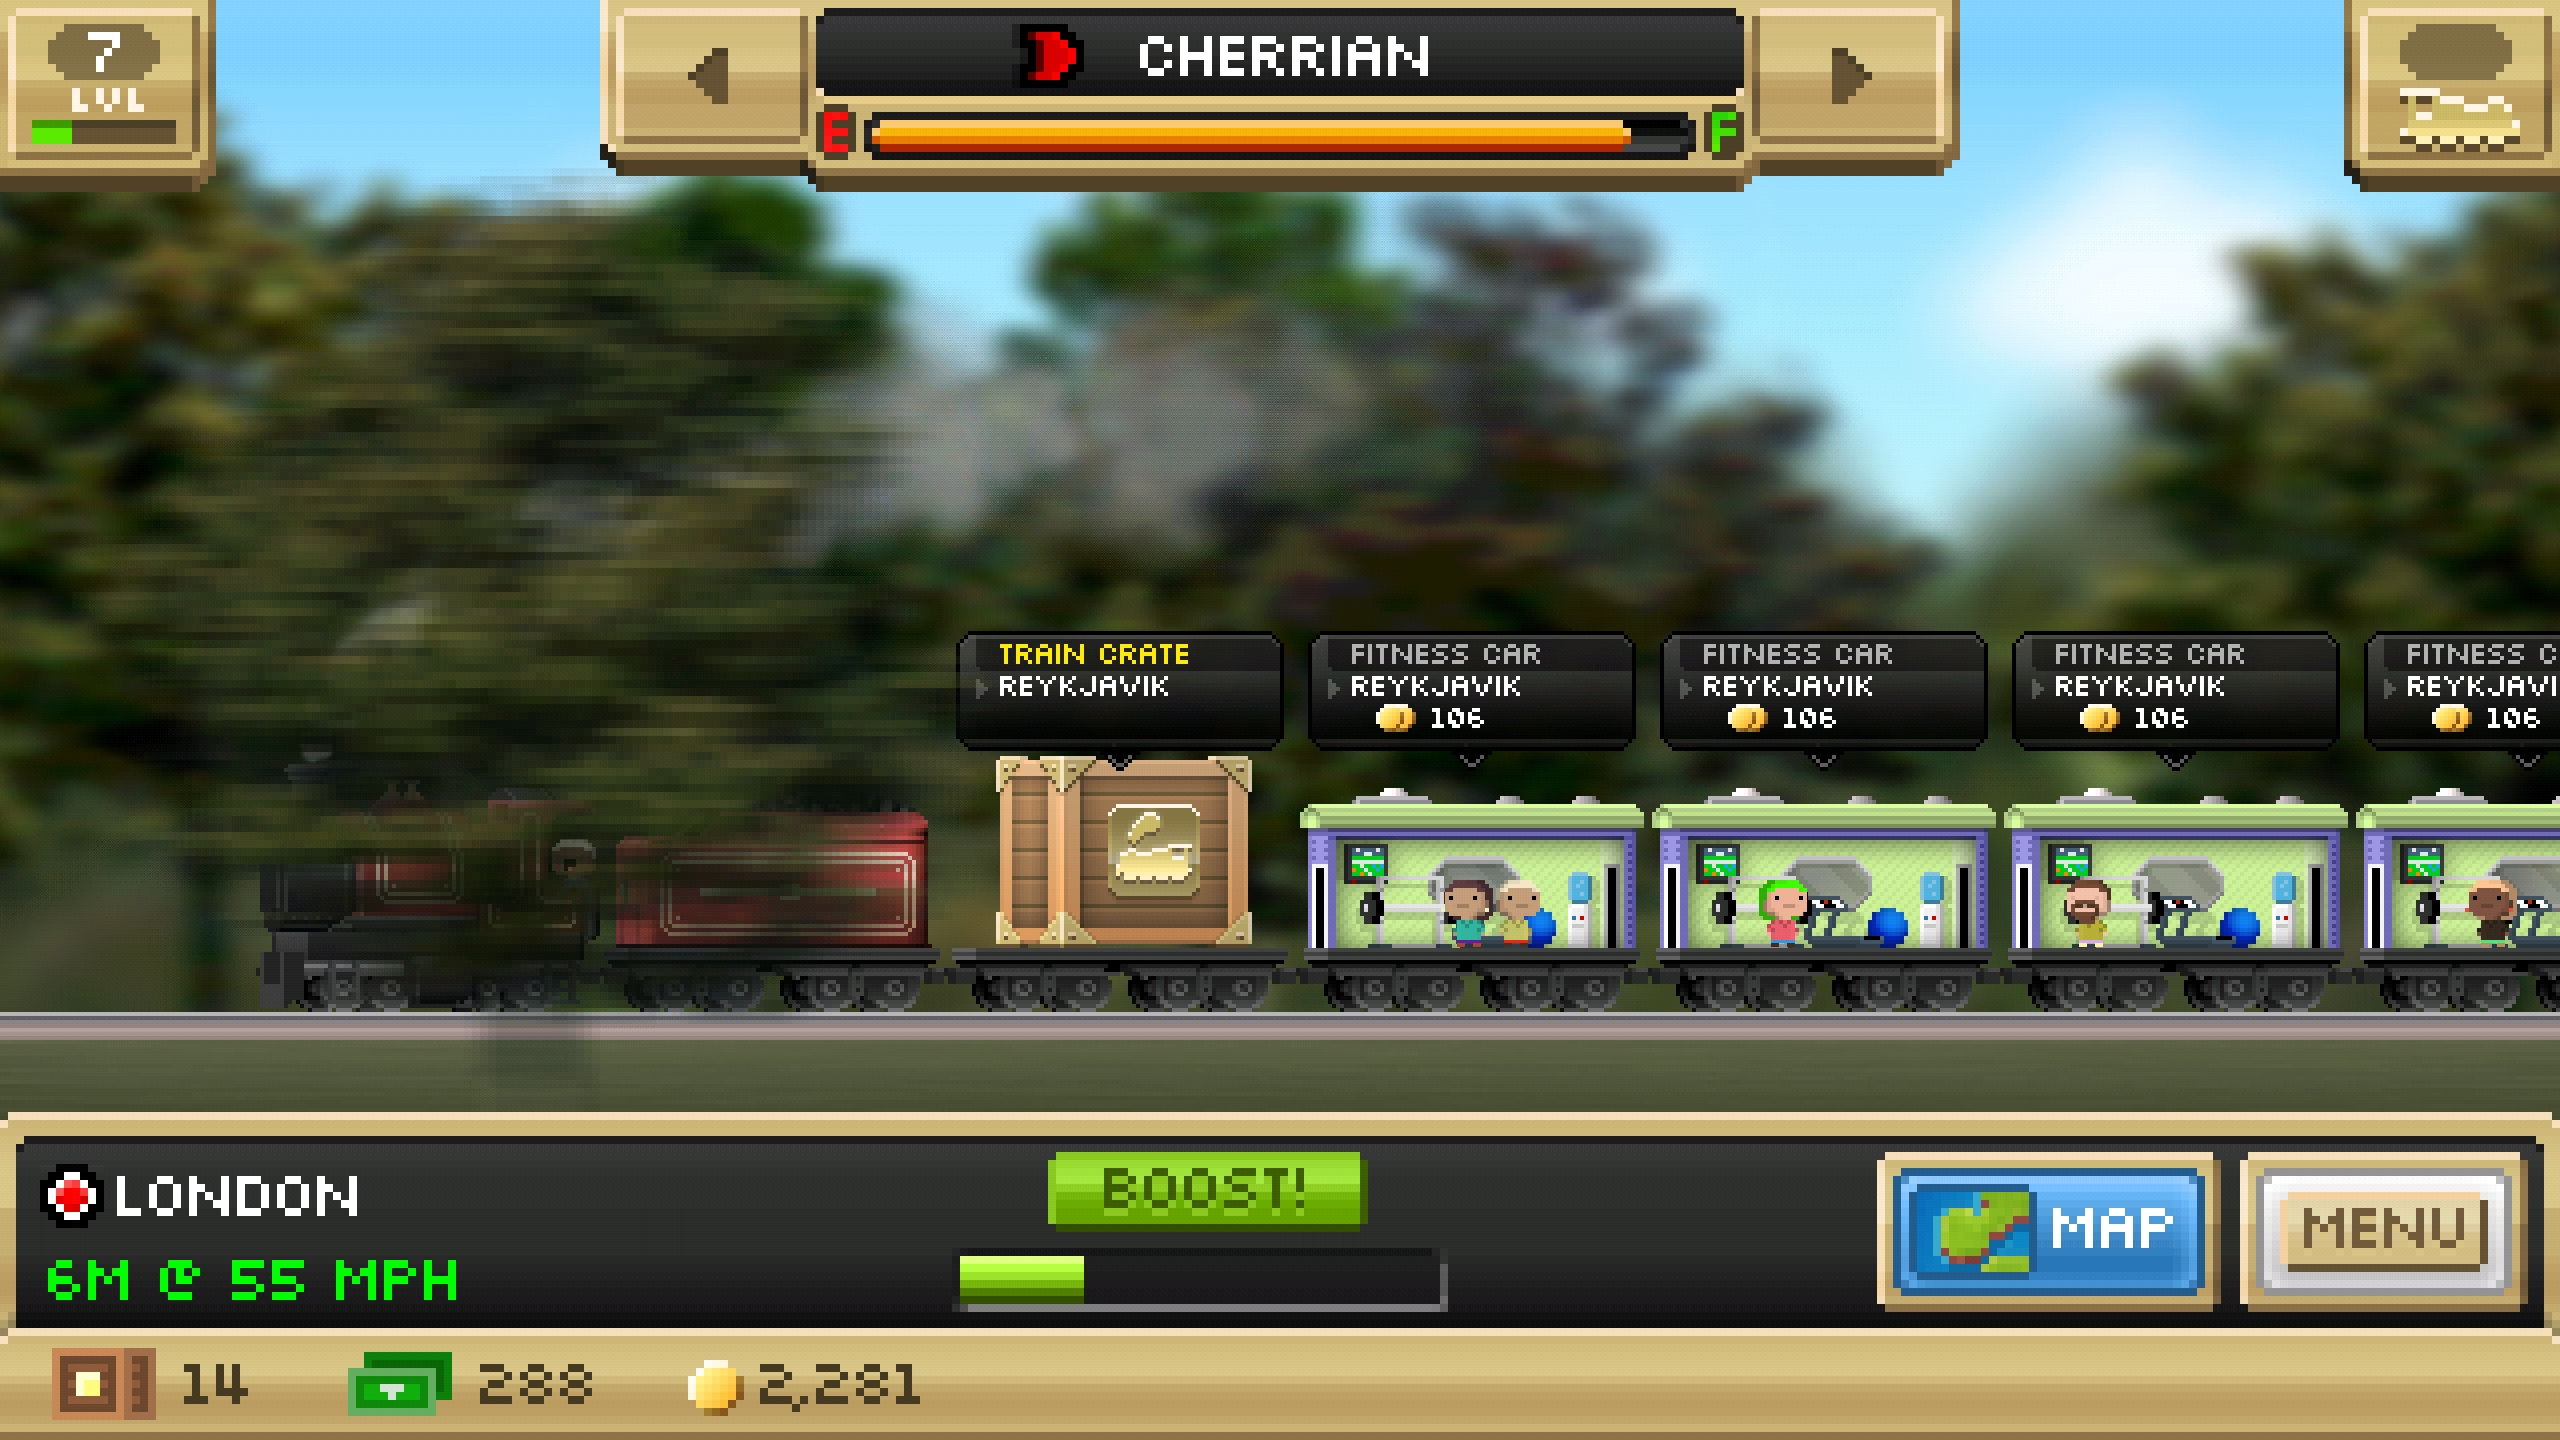 7
LVL
CHERRIAN
E F
TRAIN CRATE
REYKJAVIK
FITNESS CAR
REYKJAVIK
106
FITNESS CAR
REYKJAVIK
106
FITNESS CAR
REYKJAVIK
106
FITNESS C
REYKJAVI
106
LONDON
6M @ 55 MPH
BOOST!
MAP
MENU
14
288
2,281